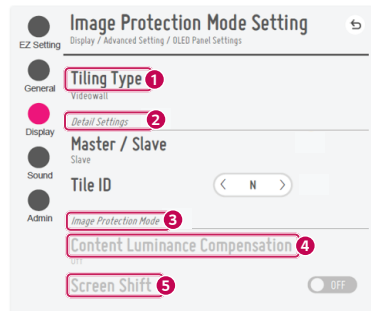 Image Protection Mode Setting
Display / Advanced Setting / OLED Panel Settings
EZ Setting
General
Display
Sound
Admin
Tiling Type 1
Videowall
Detail Settings 2
Master / Slave
Slave
Tile ID
< N >
Image Protection Mode 3
Content Luminance Compensation 4
Off
Screen Shift 5
OFF